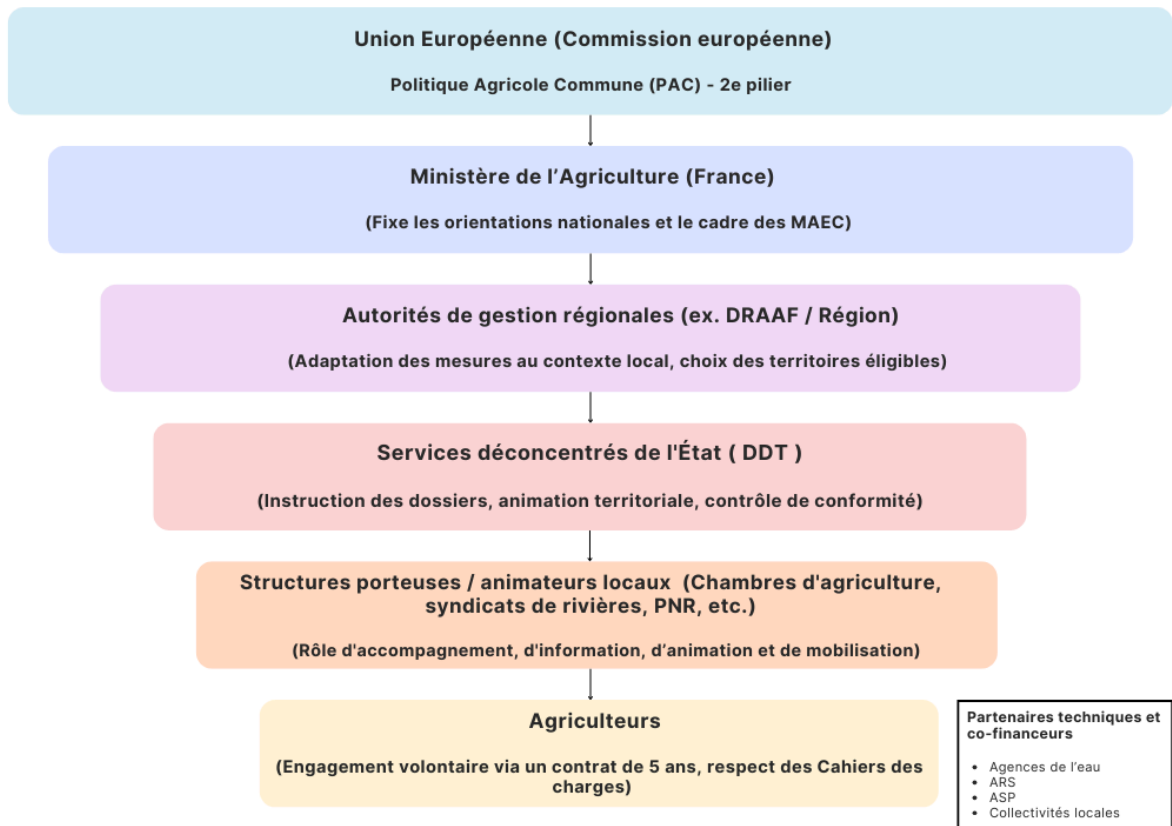 Union Européenne (Commission européenne)
Politique Agricole Commune (PAC) - 2e pilier
Ministère de l’Agriculture (France)
(Fixe les orientations nationales et le cadre des MAEC)
Autorités de gestion régionales (ex. DRAAF / Région)
(Adaptation des mesures au contexte local, choix des territoires éligibles)
Services déconcentrés de l'État ( DDT )
(Instruction des dossiers, animation territoriale, contrôle de conformité)
Structures porteuses / animateurs locaux (Chambres d'agriculture,
syndicats de rivières, PNR, etc.)
(Rôle d'accompagnement, d'information, d’animation et de mobilisation)
Agriculteurs
(Engagement volontaire via un contrat de 5 ans, respect des Cahiers des
charges)
Partenaires techniques et
co-financeurs
• Agences de l’eau
• ARS
• ASP
• Collectivités locales